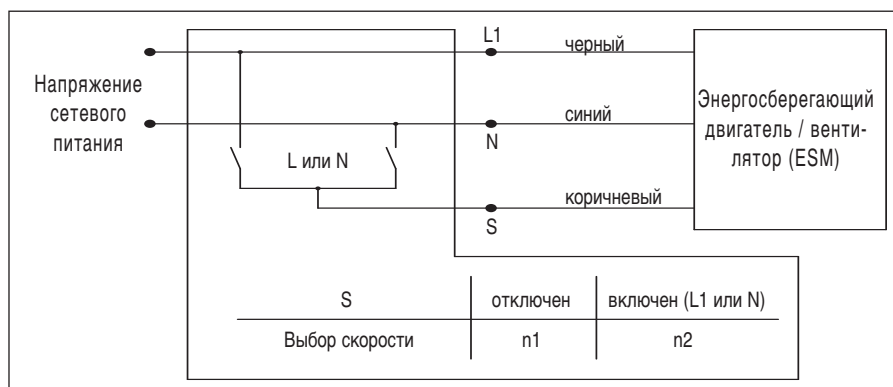 L1
черный
Напряжение
сетевого
питания
синий
N
Энергосберегающий
двигатель / венти-
лятор (ESM)
L или N
коричневый
S
S отключен включен (L1 или N)
Выбор скорости n1 n2